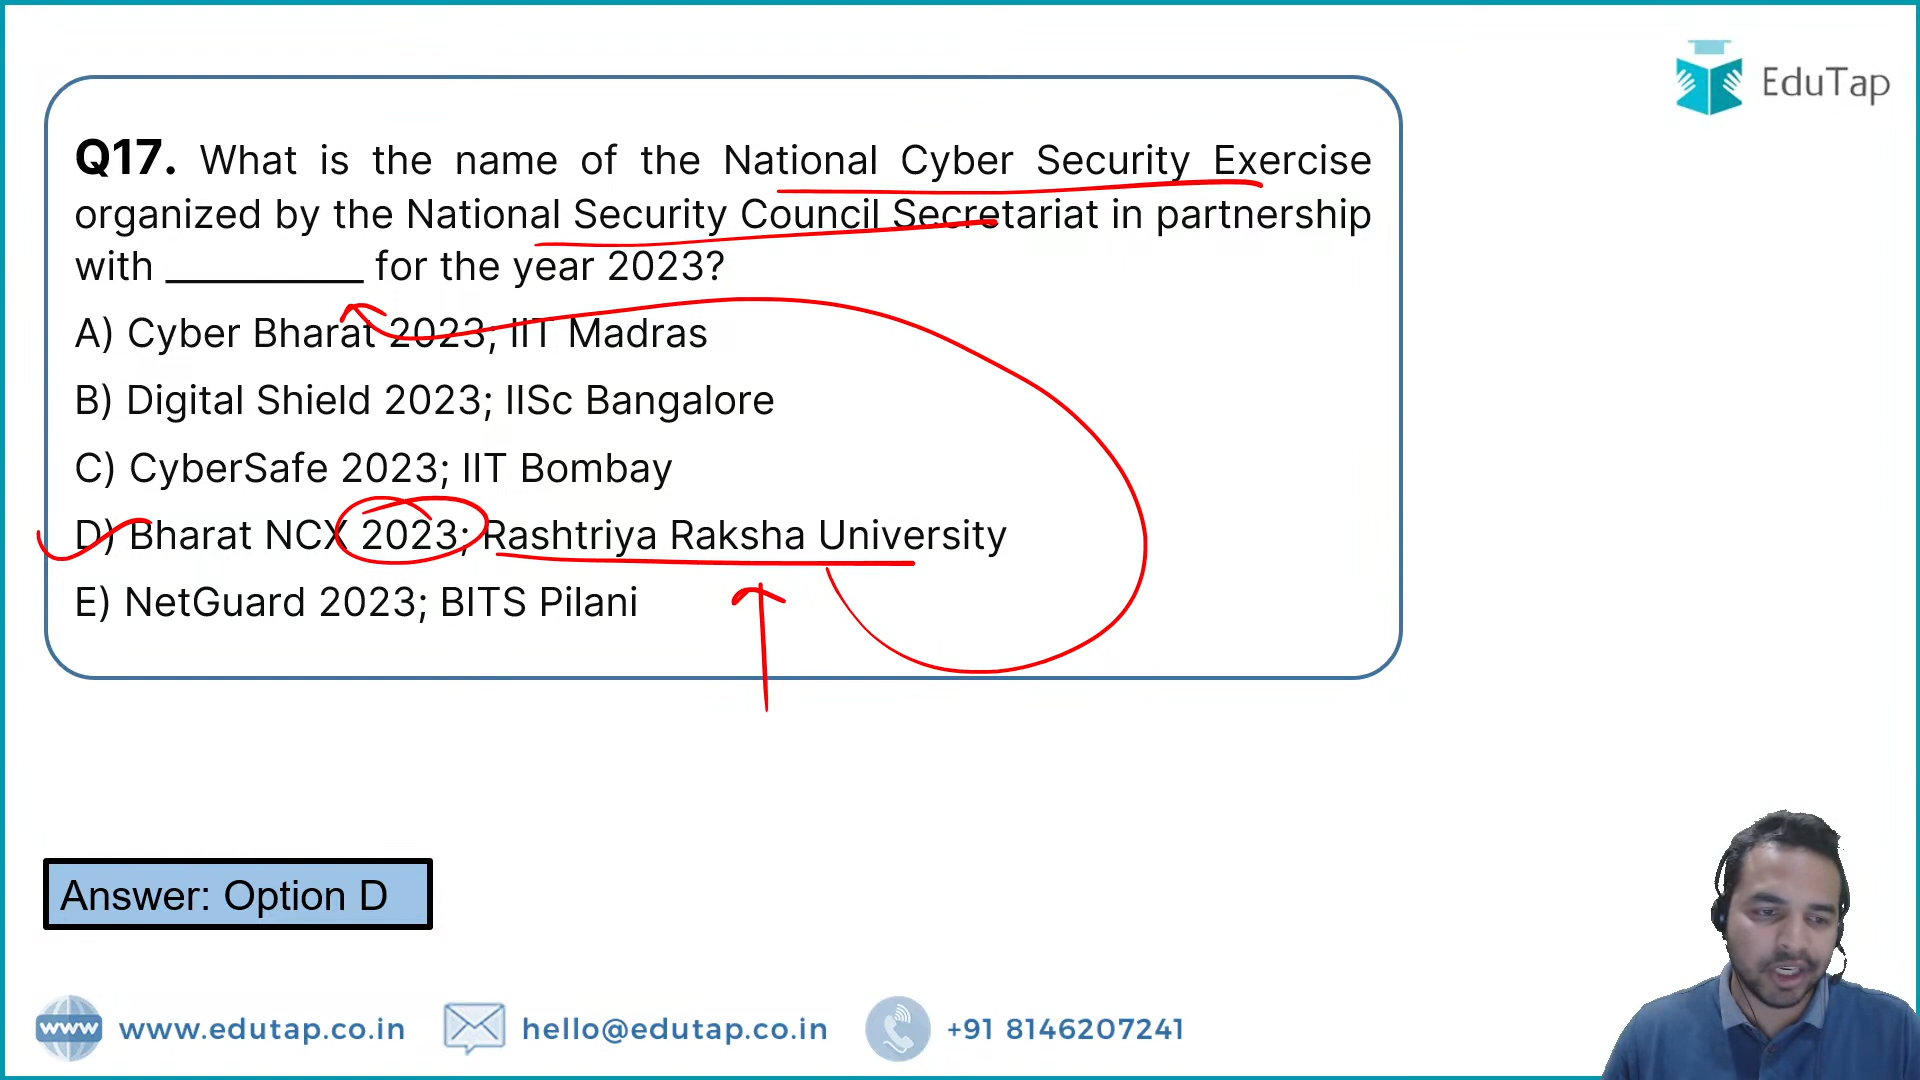 EduTap
Q17. What is the name of the National Cyber Security Exercise
organized by the National Security Council Secretariat in partnership
with __________ for the year 2023?
A) Cyber Bharat 2023; IIT Madras
B) Digital Shield 2023; IISc Bangalore
C) CyberSafe 2023; IIT Bombay
D) Bharat NCX 2023; Rashtriya Raksha University
E) NetGuard 2023; BITS Pilani
Answer: Option D
www www.edutap.co.in hello@edutap.co.in +91 8146207241